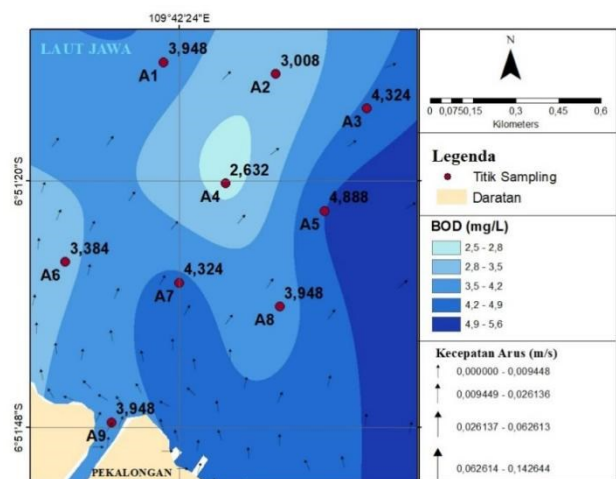 109°42'24"E
LAUT JAWA
3,948
A1
3,008
A2
4,324
A3
6°51'20"S
2,632
A4
4,888
A5
3,384
A6
4,324
A7
3,948
A8
6°51'48"S
3,948
A9
PEKALONGAN
N
0 0,075 0,15 0,3 0,45 0,6
Kilometers
Legenda
Titik Sampling
Daratan
BOD (mg/L)
2,5 - 2,8
2,8 - 3,5
3,5 - 4,2
4,2 - 4,9
4,9 - 5,6
Kecepatan Arus (m/s)
0,000000 - 0,009448
0,009449 - 0,026136
0,026137 - 0,062613
0,062614 - 0,142644